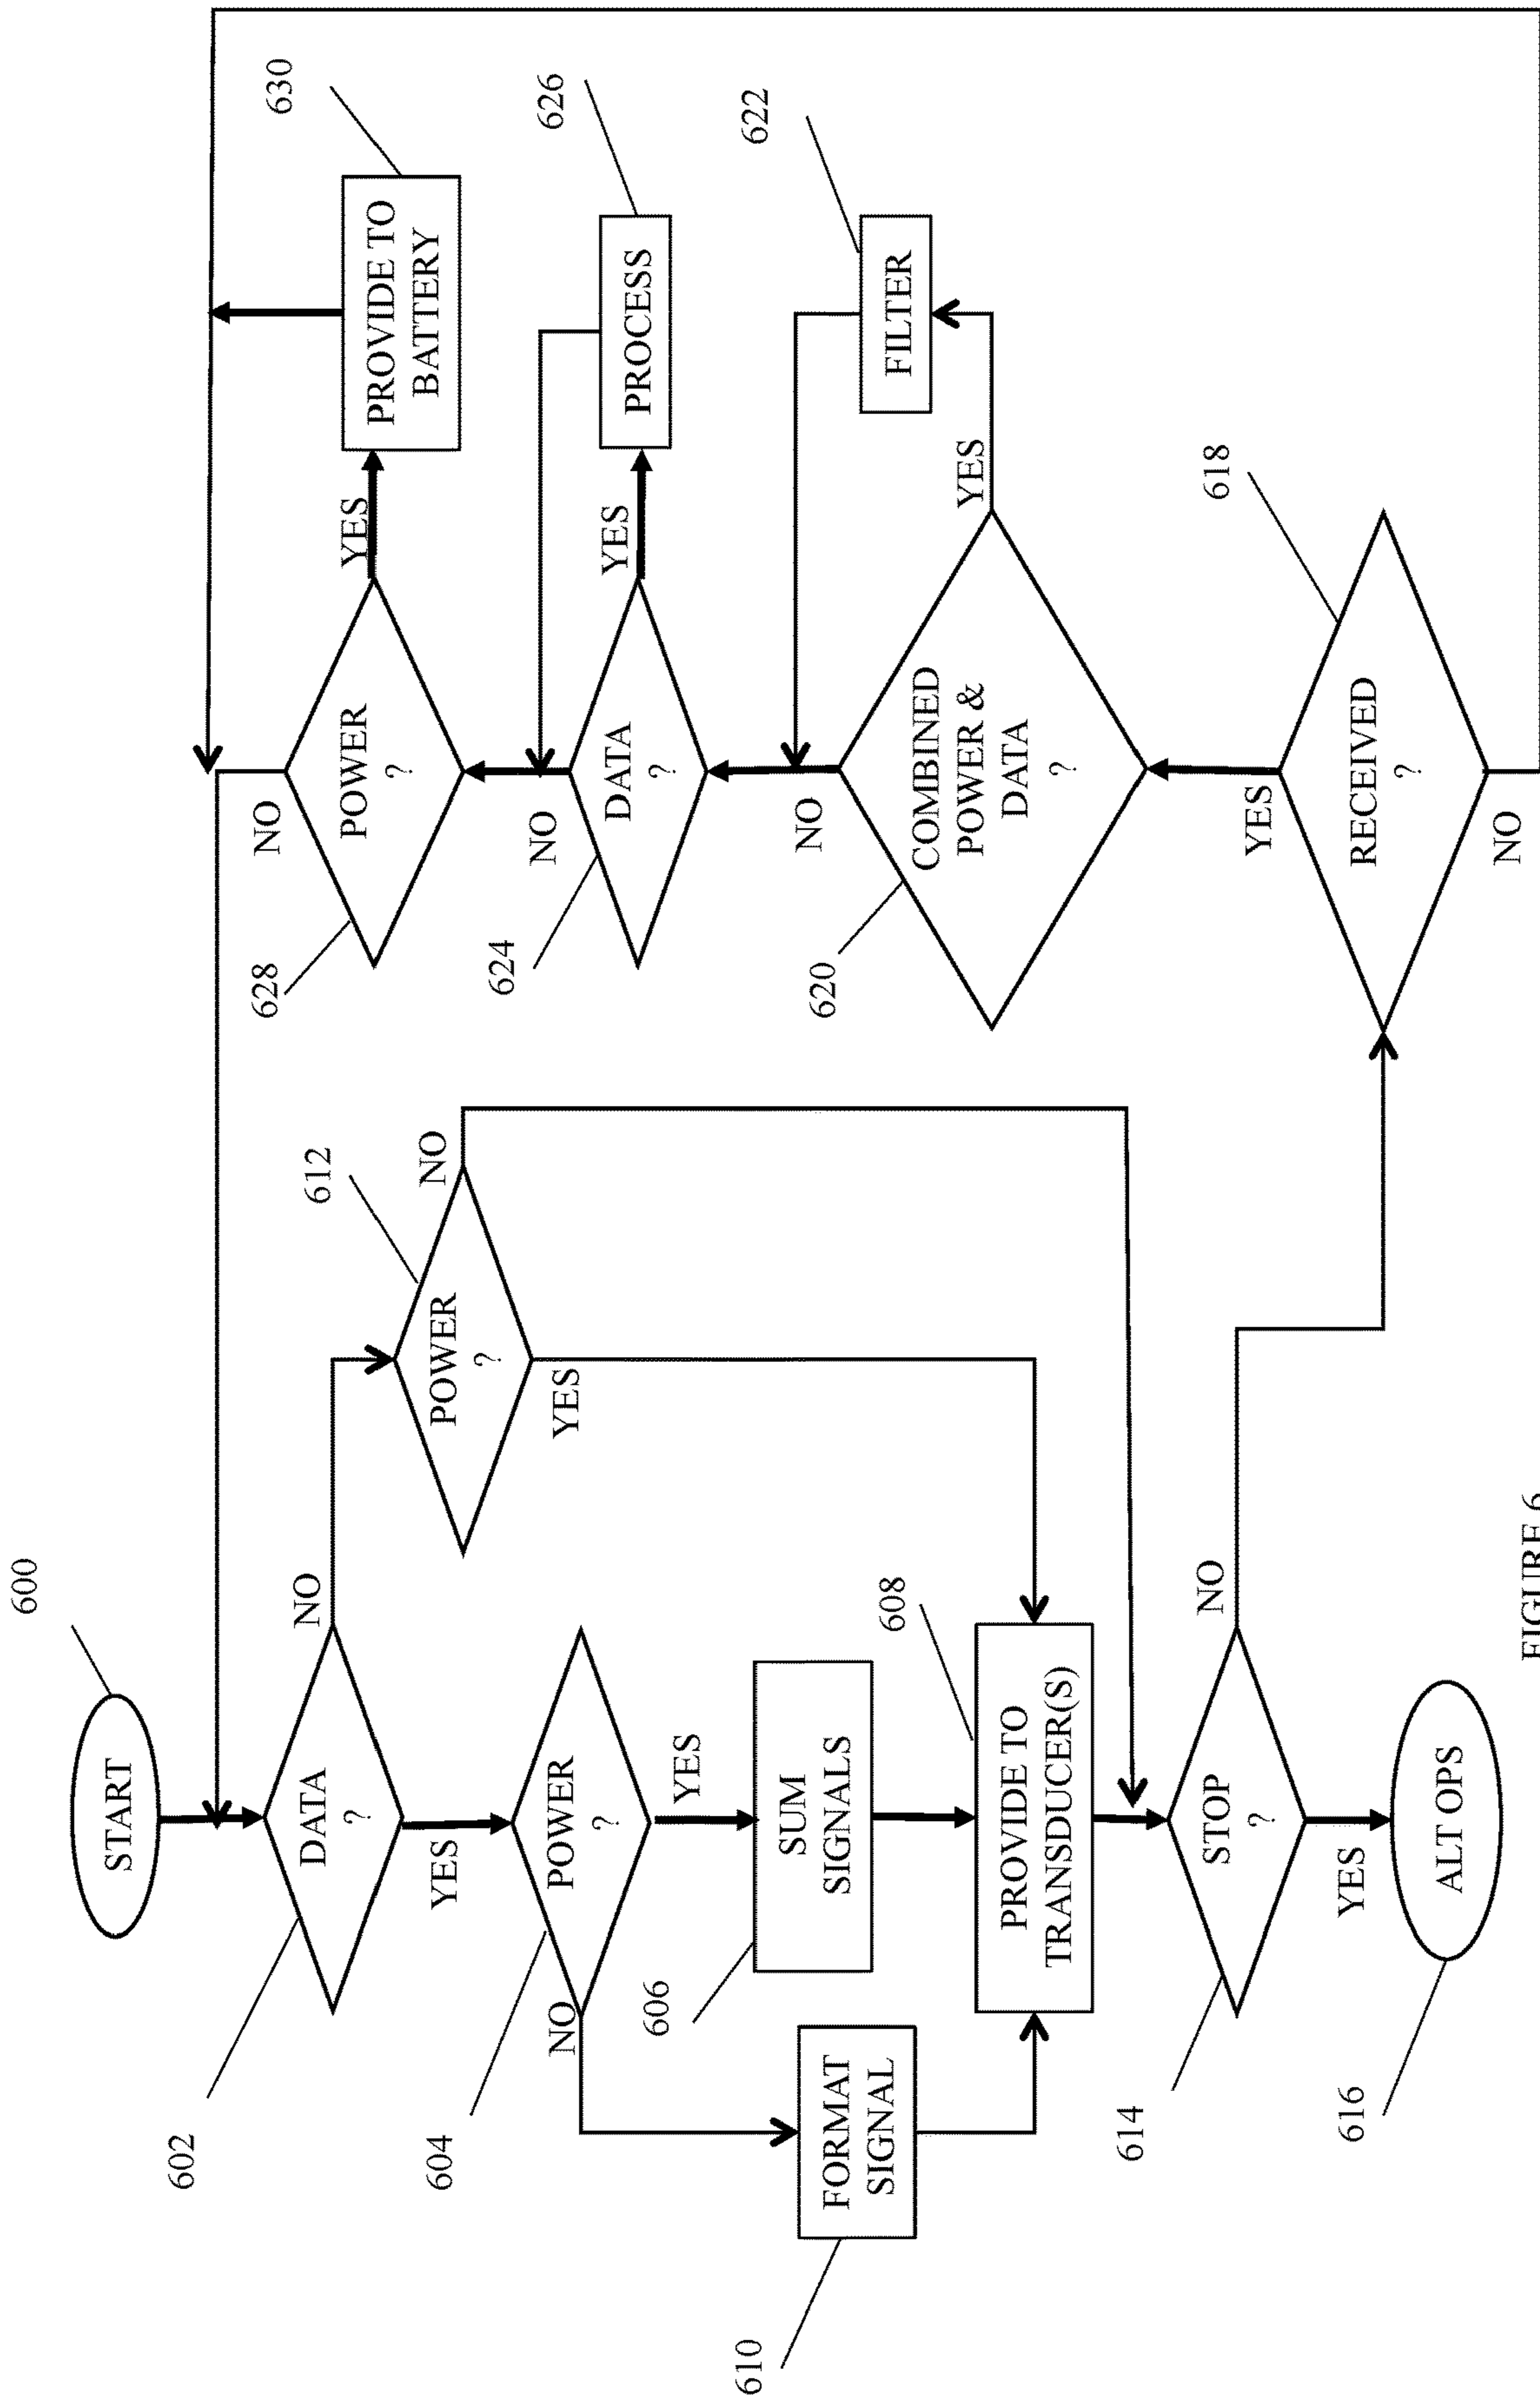 600
START
602
DATA
?
NO
YES
604
POWER
?
NO
YES
606
SUM
SIGNALS
610
FORMAT
SIGNAL
608
PROVIDE TO
TRANSDUCER(S)
612
POWER
?
NO
YES
614
STOP
?
NO
YES
616
ALT OPS
618
RECEIVED
?
YES
NO
620
COMBINED
POWER &
DATA
?
YES
NO
622
FILTER
624
DATA
?
YES
NO
626
PROCESS
628
POWER
?
YES
NO
630
PROVIDE TO
BATTERY
FIGURE 6